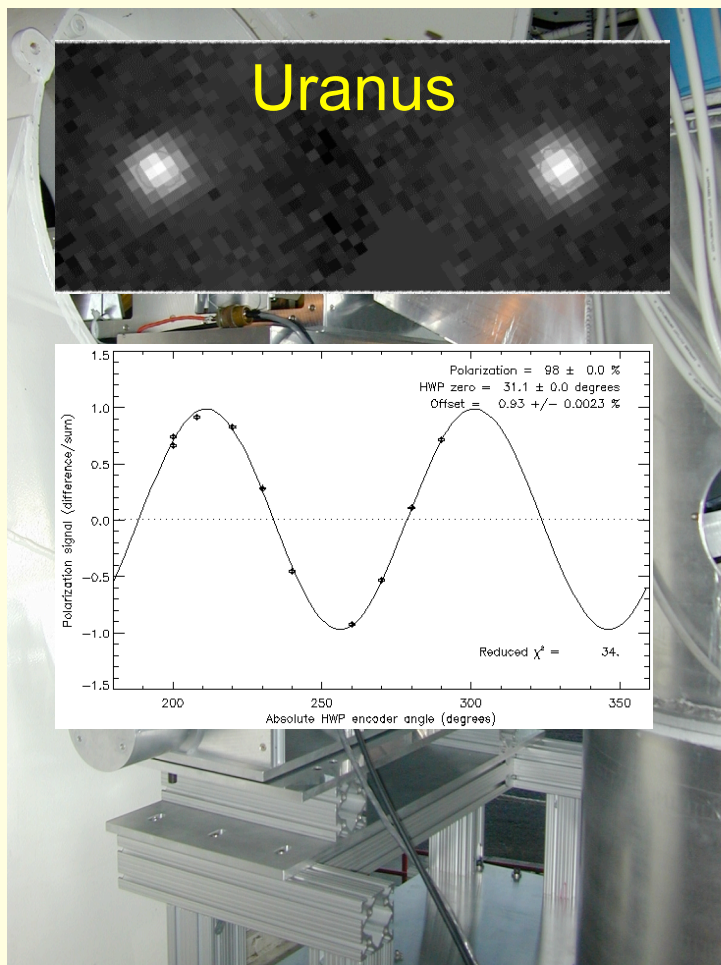 Uranus
Polarization = 98 ± 0.0 %
HWP zero = 31.1 ± 0.0 degrees
Offset = 0.93 +/− 0.0023 %
1.5
1.0
0.5
0.0
−0.5
−1.0
−1.5
Polarization signal (difference/sum)
Reduced χ² = 34.
200 250 300 350
Absolute HWP encoder angle (degrees)